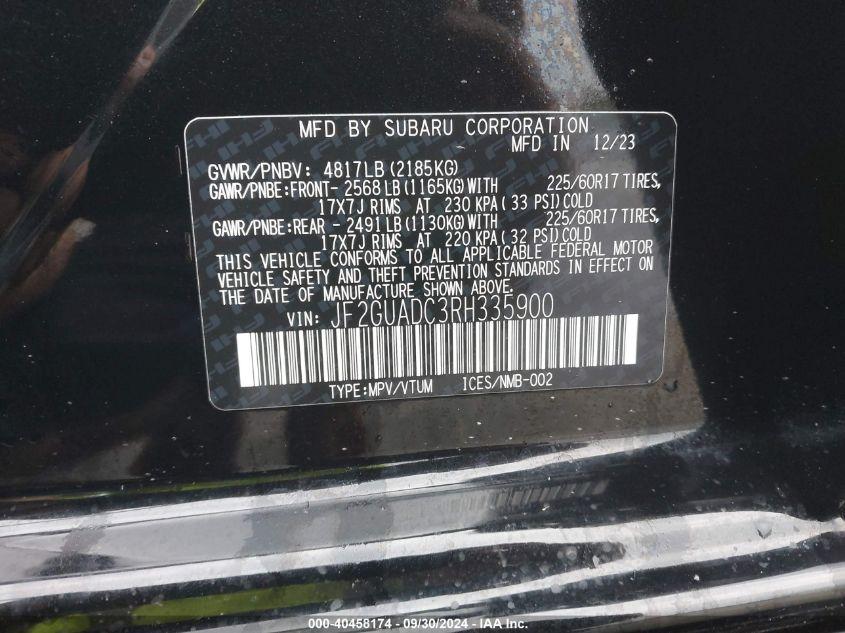 MFD BY SUBARU CORPORATION
MFD IN 12/23
GVWR/PNBV: 4817LB (2185KG)
GAWR/PNBE:FRONT- 2568LB(1165KG)WITH 225/60R17 TIRES,
17X7J RIMS AT 230 KPA( 33 PSI)COLD
GAWR/PNBE:REAR - 2491LB(1130KG)WITH 225/60R17 TIRES,
17X7J RIMS AT 220 KPA( 32 PSI)COLD
THIS VEHICLE CONFORMS TO ALL APPLICABLE FEDERAL MOTOR
VEHICLE SAFETY AND THEFT PREVENTION STANDARDS IN EFFECT ON
THE DATE OF MANUFACTURE SHOWN ABOVE.
VIN: JF2GUADC3RH335900
TYPE:MPV/VTUM ICES/NMB-002
000-40458174 - 09/30/2024 - IAA Inc.